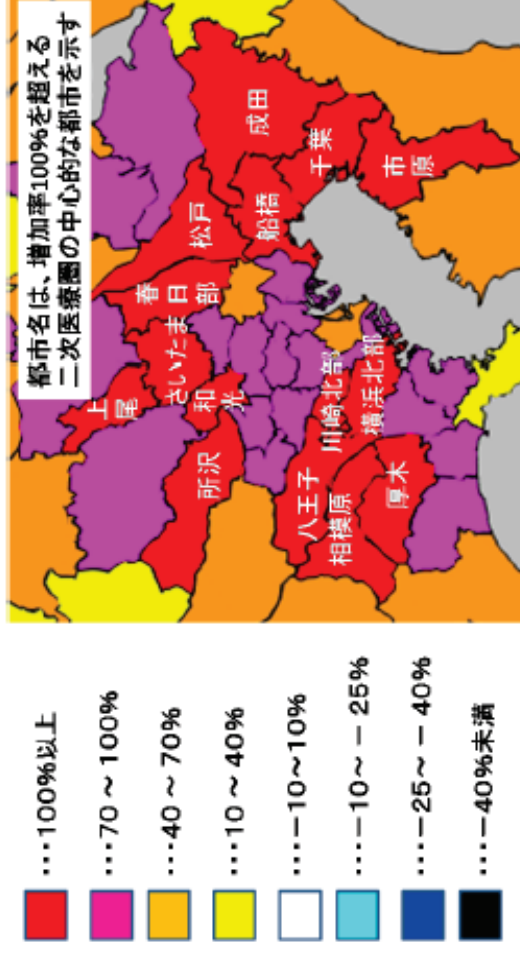 都市名は、増加率100%を超える
二次医療圏の中心的な都市を示す
成田
千葉
市原
松戸
船橋
春日部
さいたま
上尾
和光
所沢
川崎北部
横浜北部
八王子
相模原
厚木
…100%以上
…70～100%
…40～70%
…10～40%
…－10～10%
…－10～－25%
…－25～－40%
…－40%未満